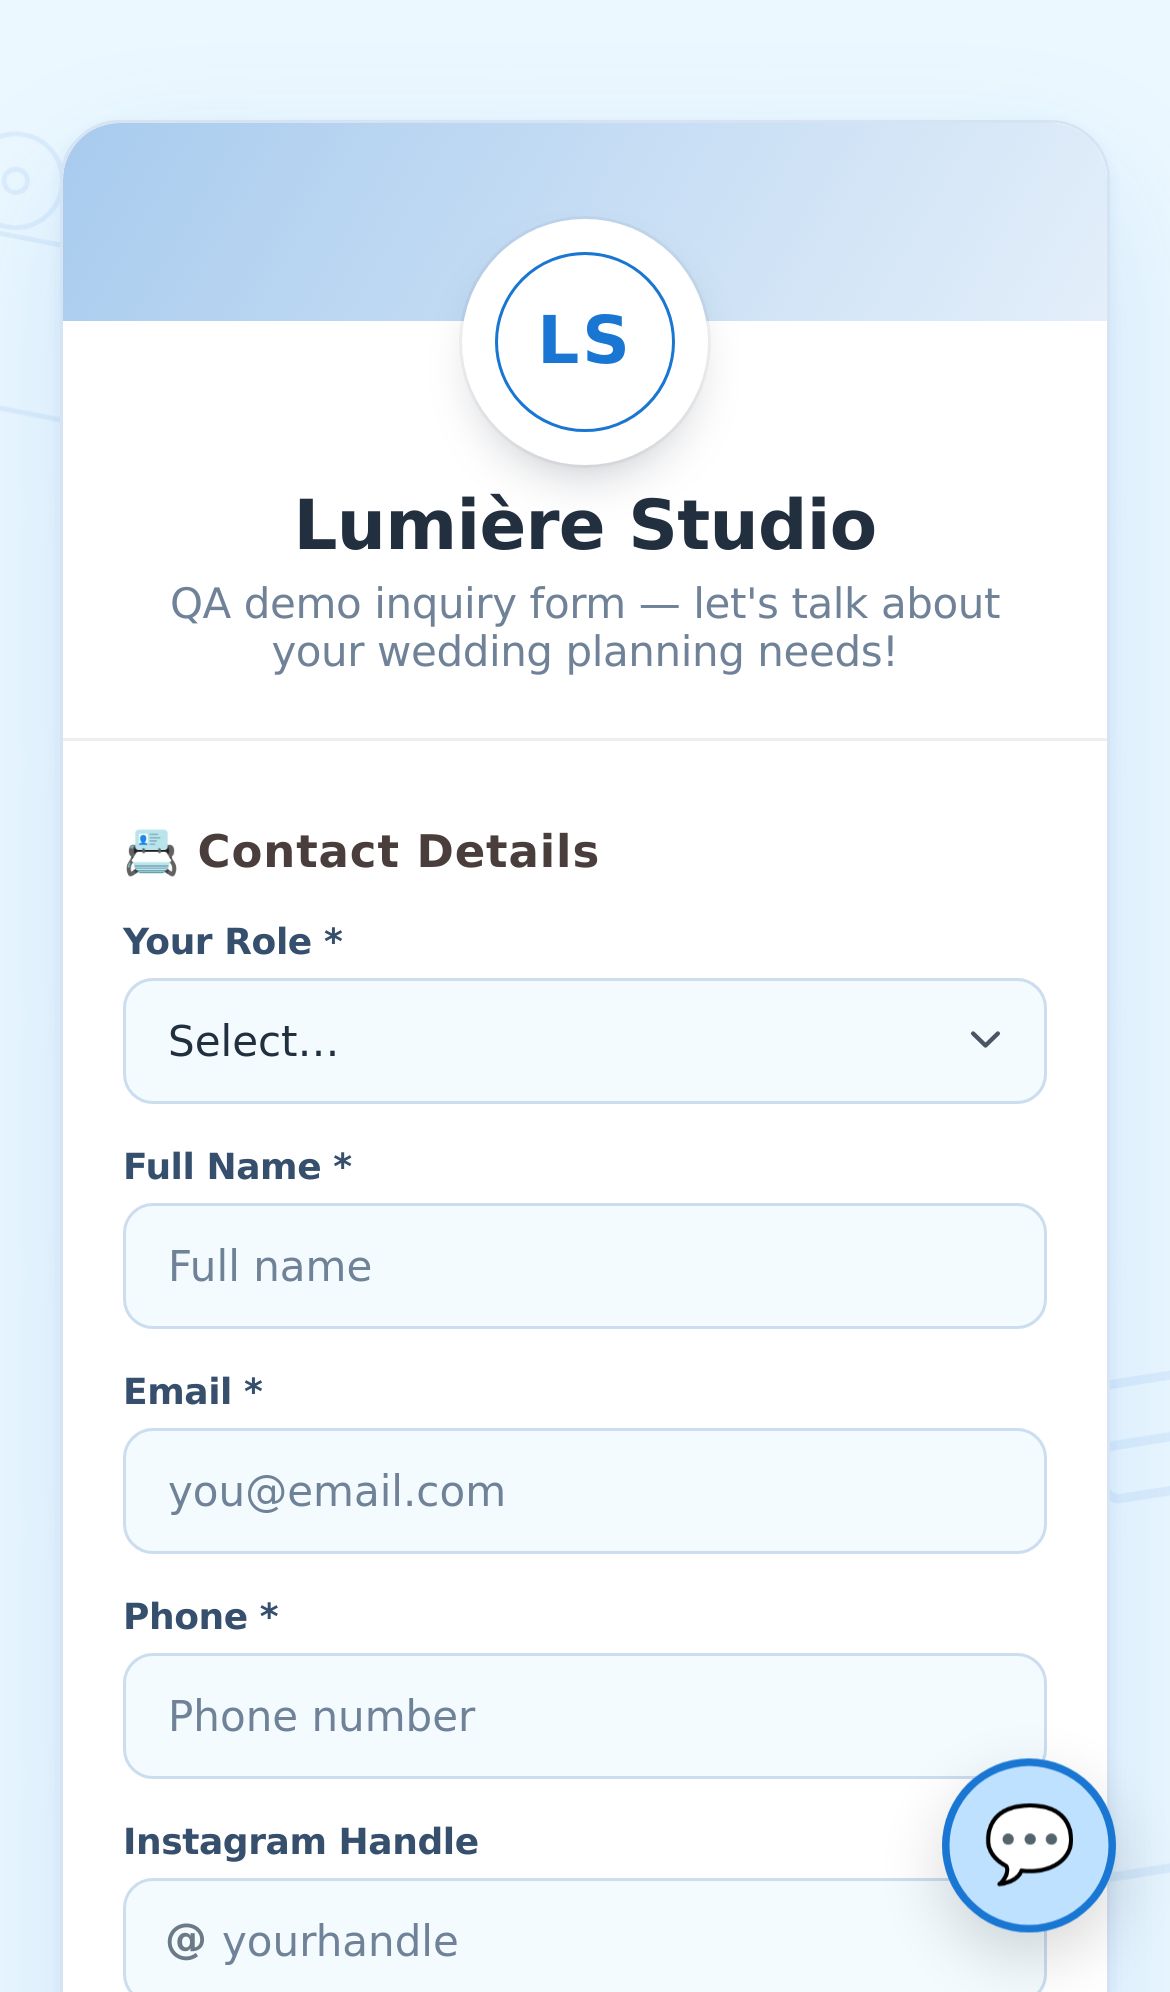 LS
Lumière Studio
QA demo inquiry form — let's talk about
your wedding planning needs!
Contact Details
Your Role *
Select...
Full Name *
Full name
Email *
you@email.com
Phone *
Phone number
Instagram Handle
@ yourhandle